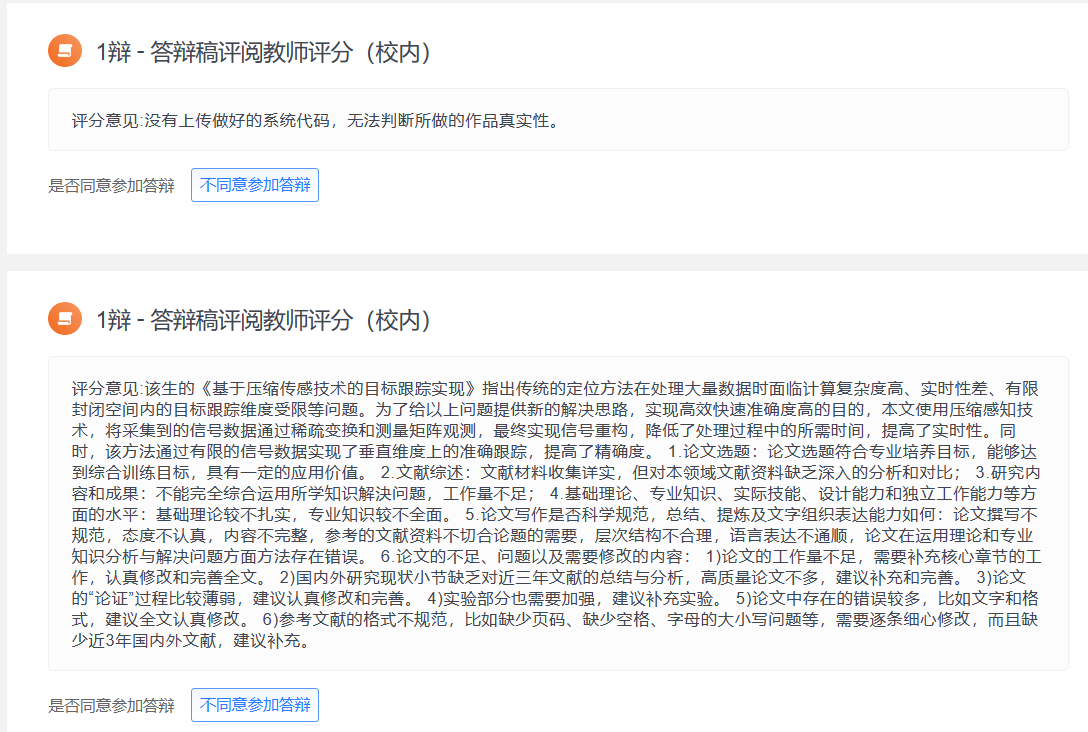 1辩 - 答辩稿评阅教师评分（校内）
评分意见:没有上传做好的系统代码，无法判断所做的作品真实性。
是否同意参加答辩 不同意参加答辩
1辩 - 答辩稿评阅教师评分（校内）
评分意见:该生的《基于压缩传感技术的目标跟踪实现》指出传统的定位方法在处理大量数据时面临计算复杂度高、实时性差、有限
封闭空间内的目标跟踪维度受限等问题。为了给以上问题提供新的解决思路，实现高效快速准确度高的目的，本文使用压缩感知技
术，将采集到的信号数据通过稀疏变换和测量矩阵观测，最终实现信号重构，降低了处理过程中的所需时间，提高了实时性。同
时，该方法通过有限的信号数据实现了垂直维度上的准确跟踪，提高了精确度。 1.论文选题：论文选题符合专业培养目标，能够达
到综合训练目标，具有一定的应用价值。 2.文献综述：文献材料收集详实，但对本领域文献资料缺乏深入的分析和对比； 3.研究内
容和成果：不能完全综合运用所学知识解决问题，工作量不足； 4.基础理论、专业知识、实际技能、设计能力和独立工作能力等方
面的水平：基础理论较不扎实，专业知识较不全面。 5.论文写作是否科学规范，总结、提炼及文字组织表达能力如何：论文撰写不
规范，态度不认真，内容不完整，参考的文献资料不切合论题的需要，层次结构不合理，语言表达不通顺，论文在运用理论和专业
知识分析与解决问题方面方法存在错误。 6.论文的不足、问题以及需要修改的内容： 1)论文的工作量不足，需要补充核心章节的工
作，认真修改和完善全文。 2)国内外研究现状小节缺乏对近三年文献的总结与分析，高质量论文不多，建议补充和完善。 3)论文
的“论证”过程比较薄弱，建议认真修改和完善。 4)实验部分也需要加强，建议补充实验。 5)论文中存在的错误较多，比如文字和格
式，建议全文认真修改。 6)参考文献的格式不规范，比如缺少页码、缺少空格、字母的大小写问题等，需要逐条细心修改，而且缺
少近3年国内外文献，建议补充。
是否同意参加答辩 不同意参加答辩